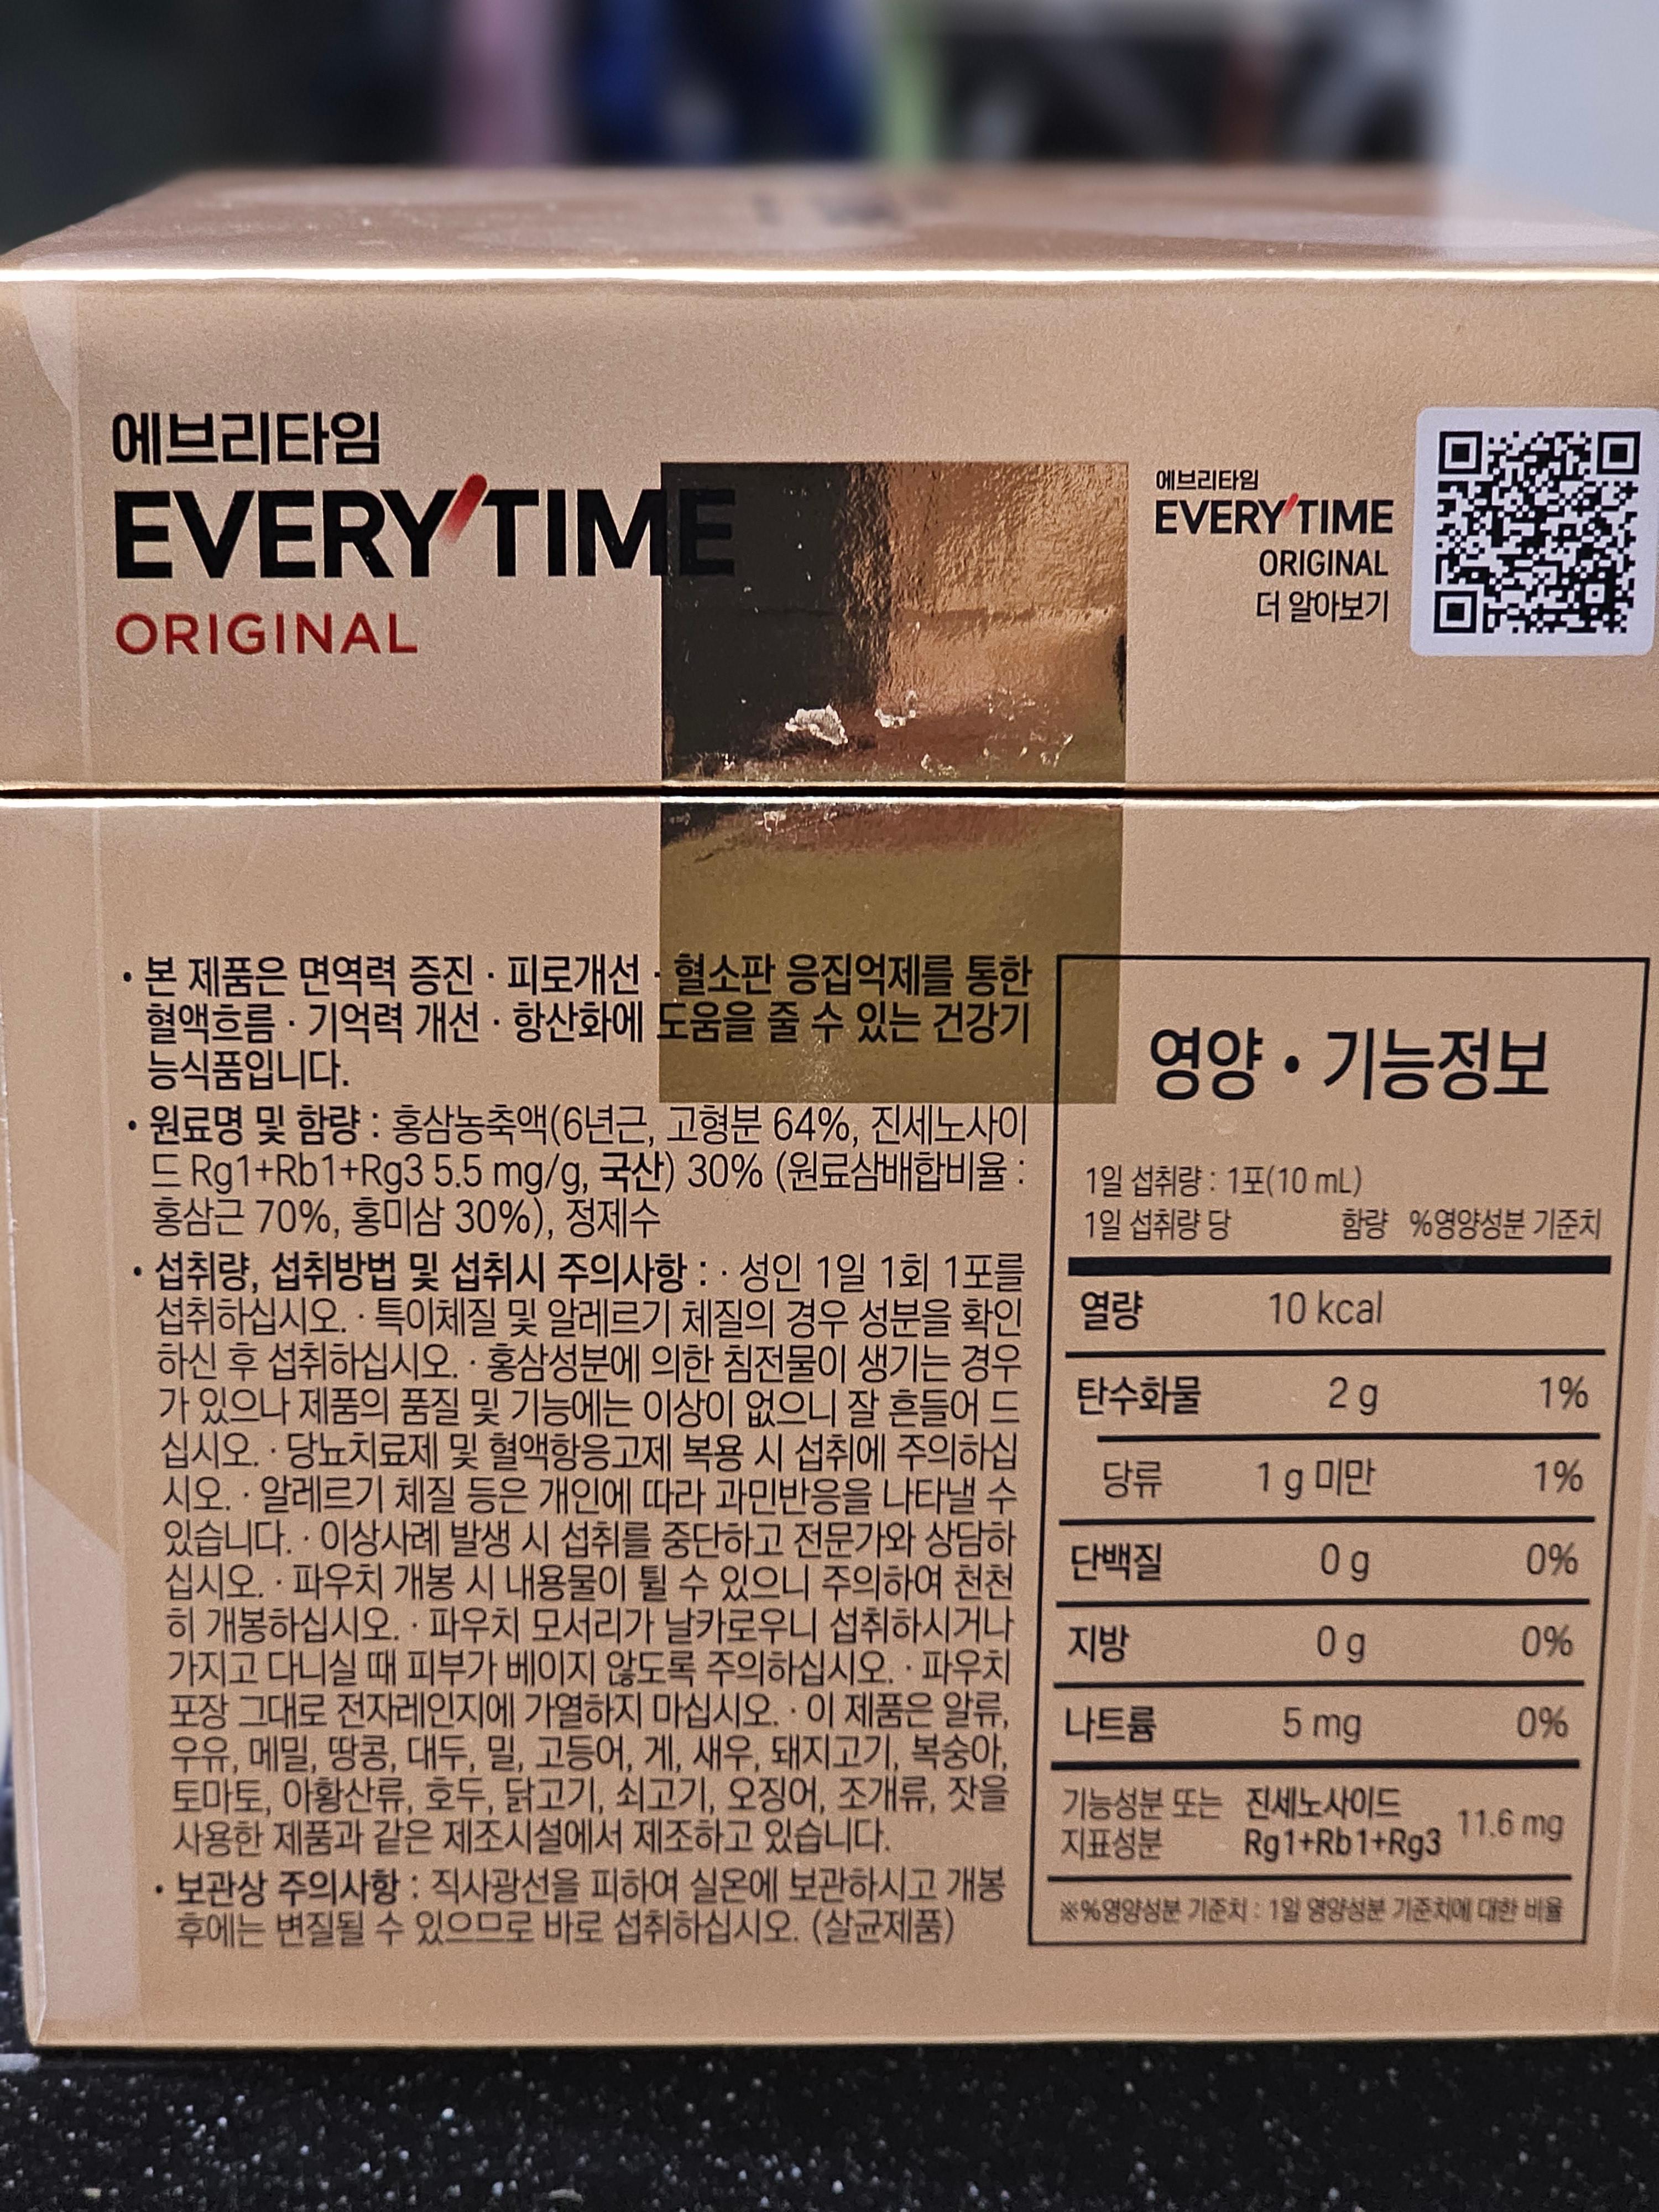 에브리타임
EVERY'TIME
ORIGINAL
에브리타임
EVERY'TIME
ORIGINAL
더 알아보기
• 본 제품은 면역력 증진 · 피로개선 · 혈소판 응집억제를 통한
혈액흐름 · 기억력 개선 · 항산화에 도움을 줄 수 있는 건강기
능식품입니다.
• 원료명 및 함량 : 홍삼농축액(6년근, 고형분 64%, 진세노사이
드 Rg1+Rb1+Rg3 5.5 mg/g, 국산) 30% (원료삼배합비율 :
홍삼근 70%, 홍미삼 30%), 정제수
• 섭취량, 섭취방법 및 섭취시 주의사항 : · 성인 1일 1회 1포를
섭취하십시오. · 특이체질 및 알레르기 체질의 경우 성분을 확인
하신 후 섭취하십시오. · 홍삼성분에 의한 침전물이 생기는 경우
가 있으나 제품의 품질 및 기능에는 이상이 없으니 잘 흔들어 드
십시오. · 당뇨치료제 및 혈액항응고제 복용 시 섭취에 주의하십
시오. · 알레르기 체질 등은 개인에 따라 과민반응을 나타낼 수
있습니다. · 이상사례 발생 시 섭취를 중단하고 전문가와 상담하
십시오. · 파우치 개봉 시 내용물이 튈 수 있으니 주의하여 천천
히 개봉하십시오. · 파우치 모서리가 날카로우니 섭취하시거나
가지고 다니실 때 피부가 베이지 않도록 주의하십시오. · 파우치
포장 그대로 전자레인지에 가열하지 마십시오. · 이 제품은 알류,
우유, 메밀, 땅콩, 대두, 밀, 고등어, 게, 새우, 돼지고기, 복숭아,
토마토, 아황산류, 호두, 닭고기, 쇠고기, 오징어, 조개류, 잣을
사용한 제품과 같은 제조시설에서 제조하고 있습니다.
• 보관상 주의사항 : 직사광선을 피하여 실온에 보관하시고 개봉
후에는 변질될 수 있으므로 바로 섭취하십시오. (살균제품)
영양 • 기능정보
1일 섭취량 : 1포(10 mL)
1일 섭취량 당 함량 %영양성분 기준치
열량 10 kcal
탄수화물 2 g 1%
당류 1 g 미만 1%
단백질 0 g 0%
지방 0 g 0%
나트륨 5 mg 0%
기능성분 또는 진세노사이드
지표성분 Rg1+Rb1+Rg3 11.6 mg
※%영양성분 기준치 : 1일 영양성분 기준치에 대한 비율